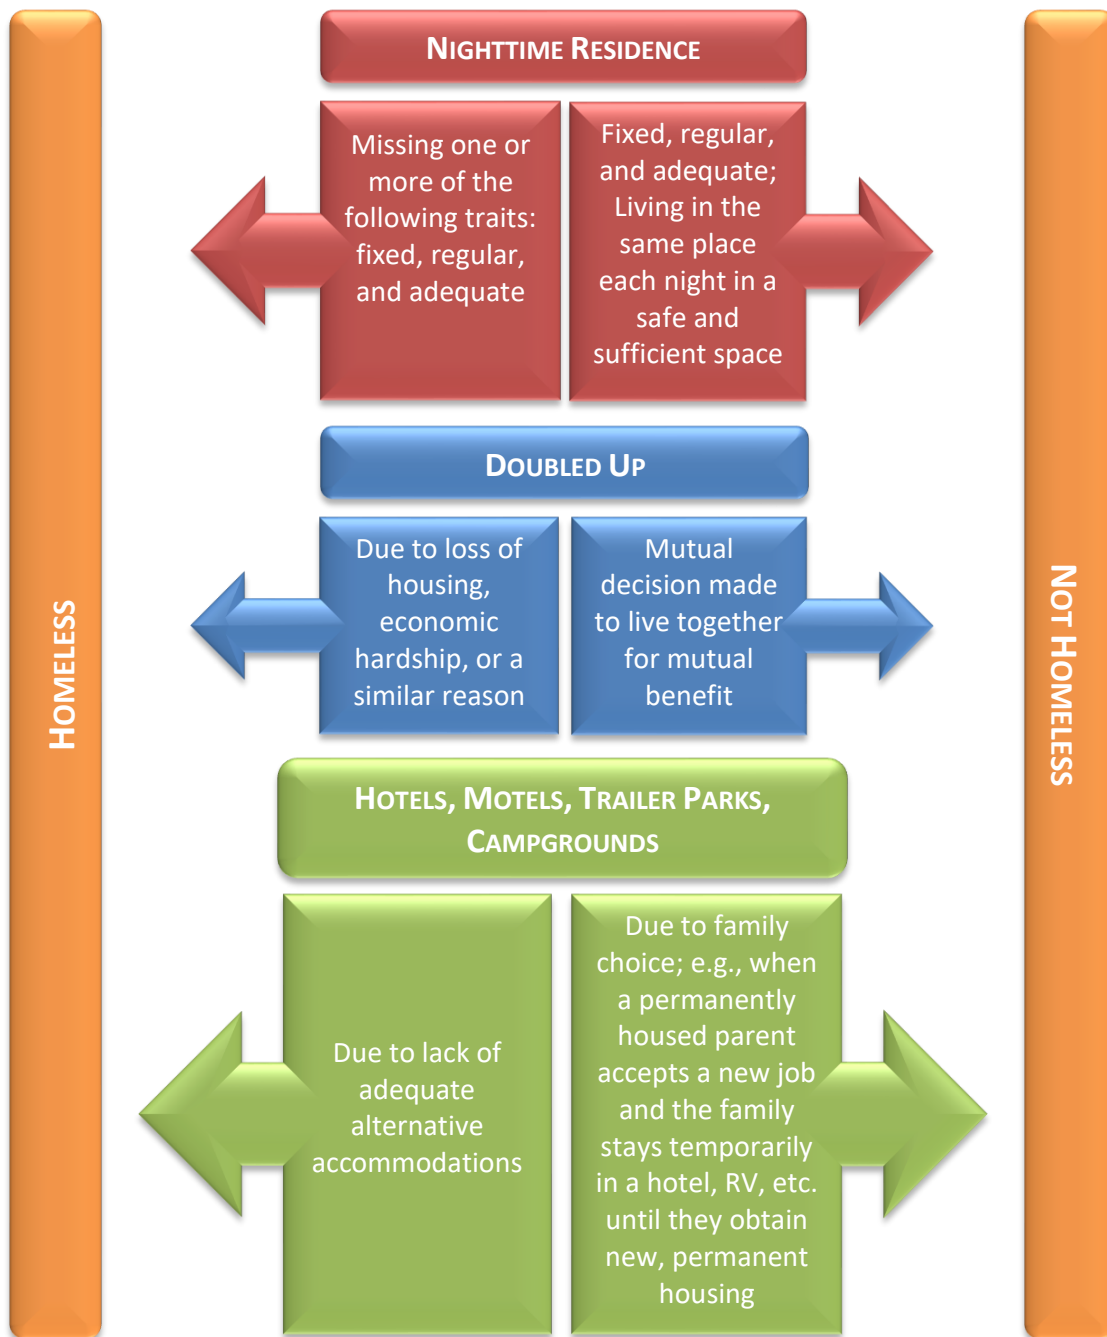 HOMELESS
NIGHTTIME RESIDENCE
Missing one or
more of the
following traits:
fixed, regular,
and adequate
Fixed, regular,
and adequate;
Living in the
same place
each night in a
safe and
sufficient space
DOUBLED UP
Due to loss of
housing,
economic
hardship, or a
similar reason
Mutual
decision made
to live together
for mutual
benefit
HOTELS, MOTELS, TRAILER PARKS,
CAMPGROUNDS
Due to lack of
adequate
alternative
accommodations
Due to family
choice; e.g., when
a permanently
housed parent
accepts a new job
and the family
stays temporarily
in a hotel, RV, etc.
until they obtain
new, permanent
housing
NOT HOMELESS